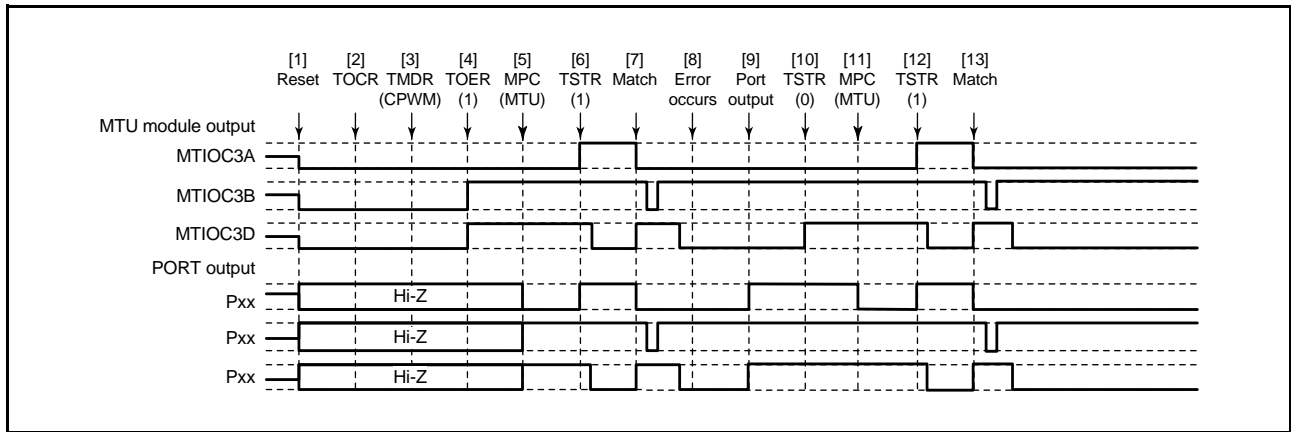 [1] [2] [3] [4] [5] [6] [7] [8] [9] [10] [11] [12] [13]
Reset TOCR TMDR TOER MPC TSTR Match Error Port TSTR MPC TSTR Match
(CPWM) (1) (MTU) (1) occurs output (0) (MTU) (1)
MTU module output
MTIOC3A
MTIOC3B
MTIOC3D
PORT output
Pxx Hi-Z
Pxx Hi-Z
Pxx Hi-Z